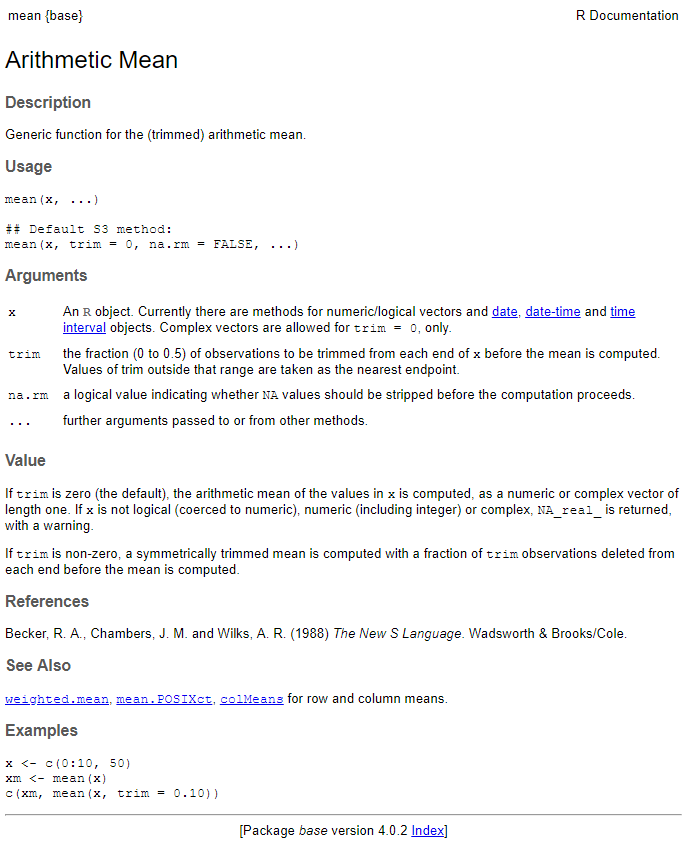 mean {base}	R Documentation
Arithmetic Mean
Description
Generic function for the (trimmed) arithmetic mean.
Usage
mean(x, ...)
## Default S3 method:
mean(x, trim = 0, na.rm = FALSE, ...)
Arguments
x	An R object. Currently there are methods for numeric/logical vectors and date, date-time and time
interval objects. Complex vectors are allowed for trim = 0, only.
trim	the fraction (0 to 0.5) of observations to be trimmed from each end of x before the mean is computed.
Values of trim outside that range are taken as the nearest endpoint.
na.rm	a logical value indicating whether NA values should be stripped before the computation proceeds.
...	further arguments passed to or from other methods.
Value
If trim is zero (the default), the arithmetic mean of the values in x is computed, as a numeric or complex vector of
length one. If x is not logical (coerced to numeric), numeric (including integer) or complex, NA_real_ is returned,
with a warning.
If trim is non-zero, a symmetrically trimmed mean is computed with a fraction of trim observations deleted from
each end before the mean is computed.
References
Becker, R. A., Chambers, J. M. and Wilks, A. R. (1988) The New S Language. Wadsworth & Brooks/Cole.
See Also
weighted.mean, mean.POSIXct, colMeans for row and column means.
Examples
x <- c(0:10, 50)
xm <- mean(x)
c(xm, mean(x, trim = 0.10))
[Package base version 4.0.2 Index]